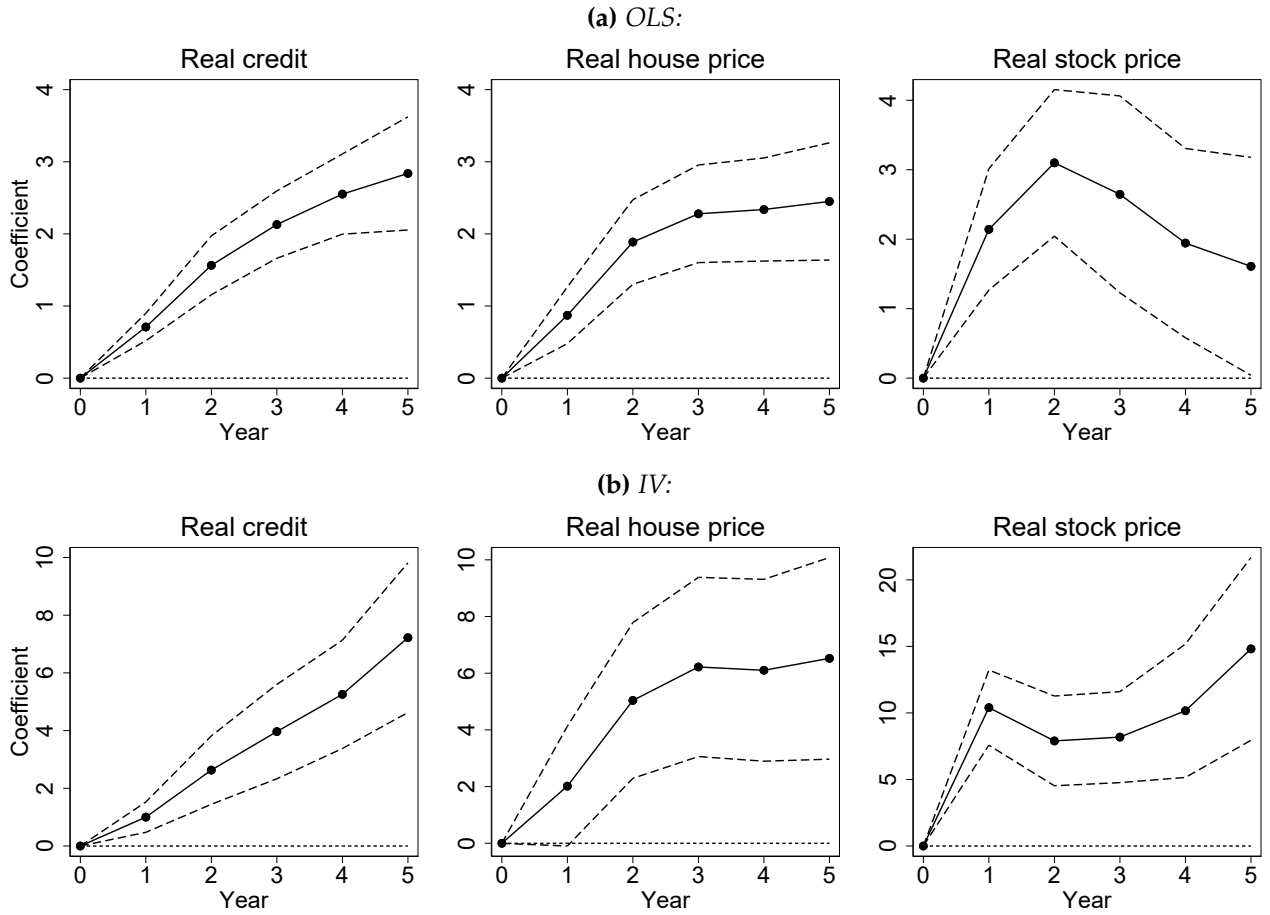 (a) OLS:
Real credit
Real house price
Real stock price
Coefficient
4
3
2
1
0
0 1 2 3 4 5
Year
4
3
2
1
0
0 1 2 3 4 5
Year
4
3
2
1
0
0 1 2 3 4 5
Year
(b) IV:
Real credit
Real house price
Real stock price
Coefficient
10
8
6
4
2
0
0 1 2 3 4 5
Year
10
8
6
4
2
0
0 1 2 3 4 5
Year
20
15
10
5
0
0 1 2 3 4 5
Year